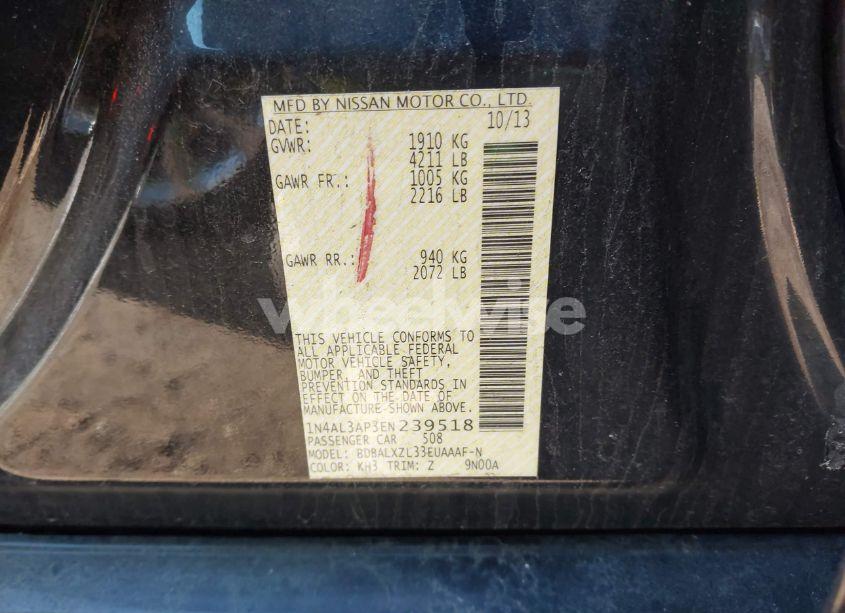 MFD BY NISSAN MOTOR CO., LTD.
DATE: 10/13
GVWR: 1910 KG
4211 LB
GAWR FR.: 1005 KG
2216 LB
GAWR RR.: 940 KG
2072 LB
wheelwise
THIS VEHICLE CONFORMS TO
ALL APPLICABLE FEDERAL
MOTOR VEHICLE SAFETY,
BUMPER, AND THEFT
PREVENTION STANDARDS IN
EFFECT ON THE DATE OF
MANUFACTURE SHOWN ABOVE.
1N4AL3AP3EN239518
PASSENGER CAR 508
MODEL: BDBALXZL33EUAAAF-N
COLOR: KH3 TRIM: Z 9N00A